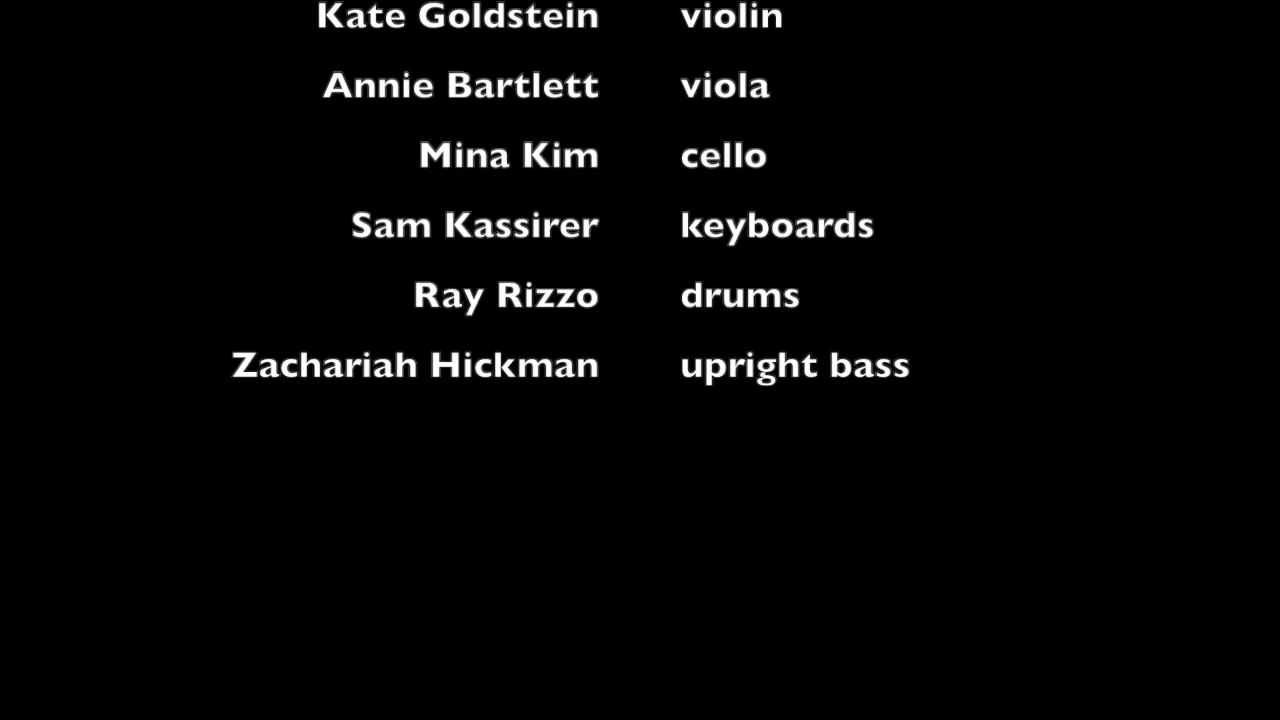 Kate Goldstein violin
Annie Bartlett viola
Mina Kim cello
Sam Kassirer keyboards
Ray Rizzo drums
Zachariah Hickman upright bass